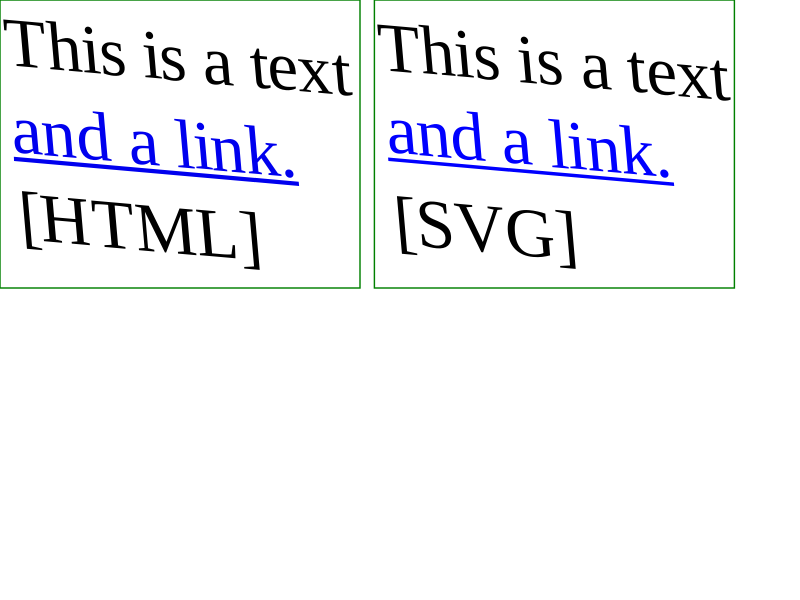 This is a text
and a link.
[HTML]
This is a text
and a link.
[SVG]